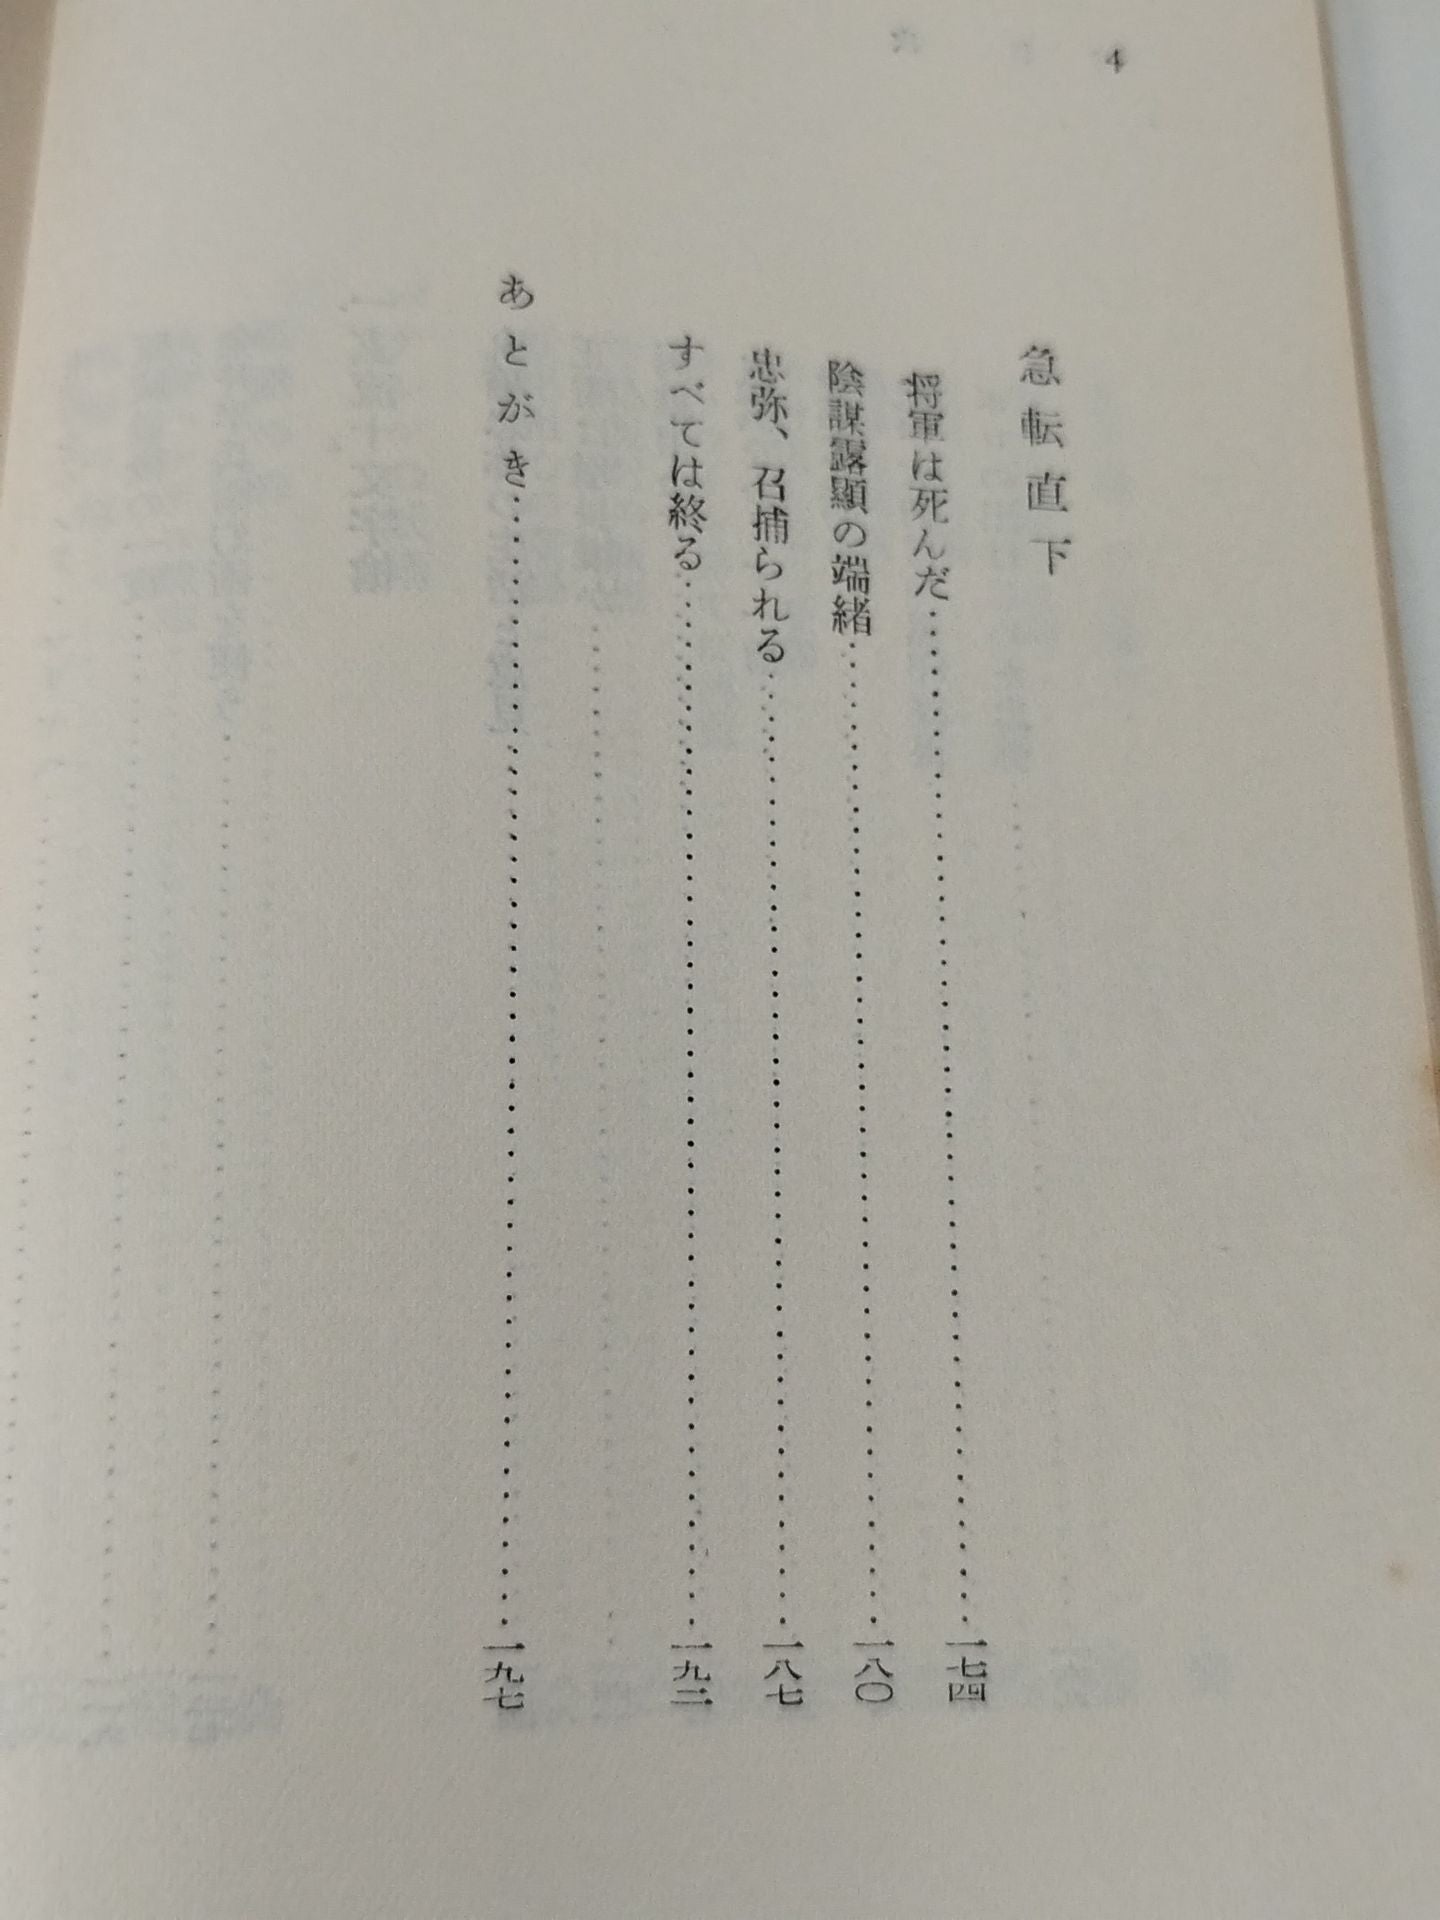 4
急転直下
将軍は死んだ……一七四
陰謀露顕の端緒……一八〇
忠弥、召捕られる……一八七
すべては終る……一九二
あとがき……一九七